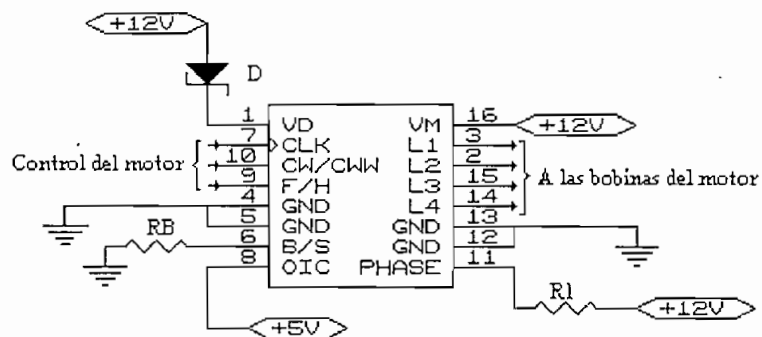 +12V
D
1 VD VM 16 +12V
7 CLK L1 3
10 CW/CWW L2 2
9 F/H L3 15
4 GND L4 14
5 GND GND 13
6 B/S GND 12
8 OIC PHASE 11
Control del motor
A las bobinas del motor
RB
R1
+12V
+5V